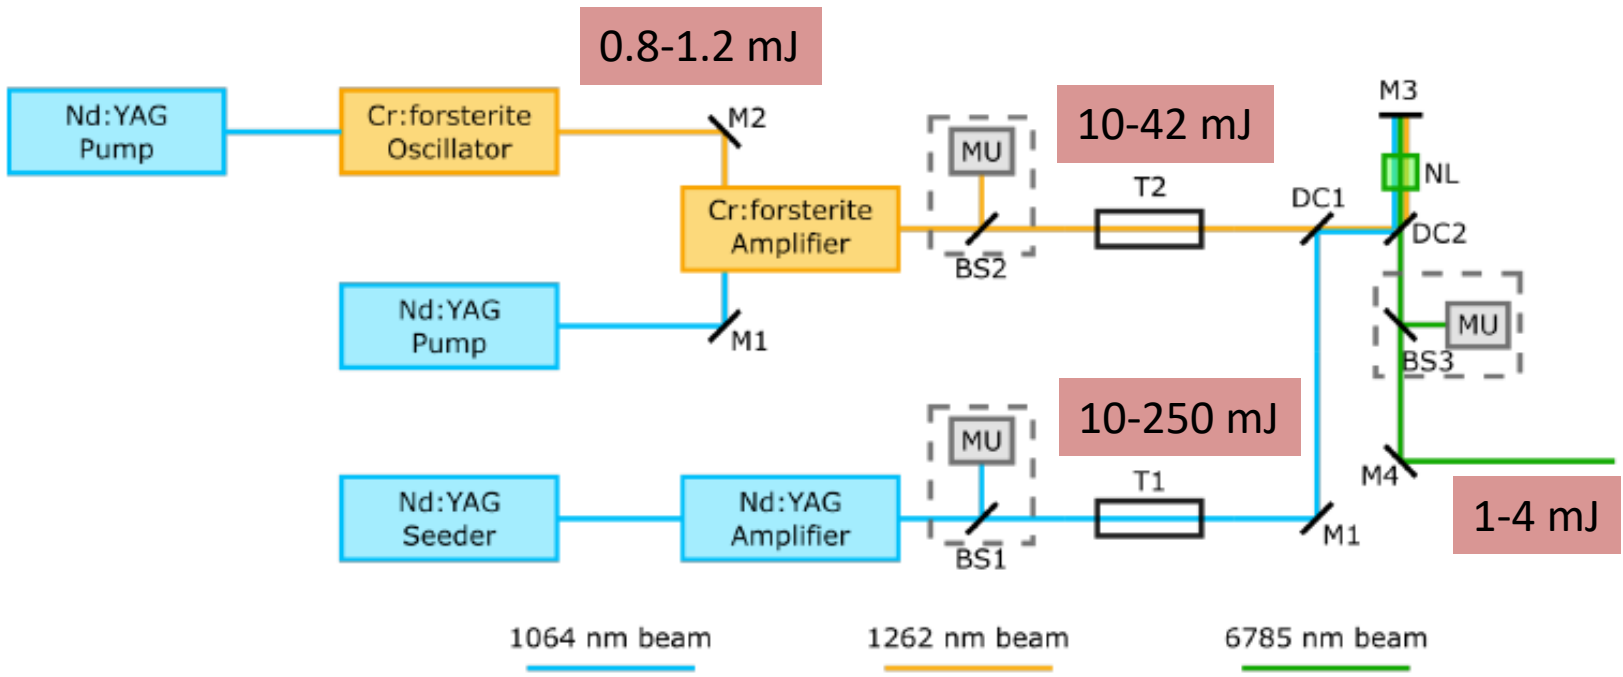 0.8-1.2 mJ
Nd:YAG
Pump
Cr:forsterite
Oscillator
M2
M3
10-42 mJ
MU
NL
T2
DC1
Cr:forsterite
Amplifier
DC2
BS2
Nd:YAG
Pump
M1
MU
BS3
10-250 mJ
MU
M4
T1
Nd:YAG
Seeder
Nd:YAG
Amplifier
1-4 mJ
M1
BS1
1064 nm beam
1262 nm beam
6785 nm beam